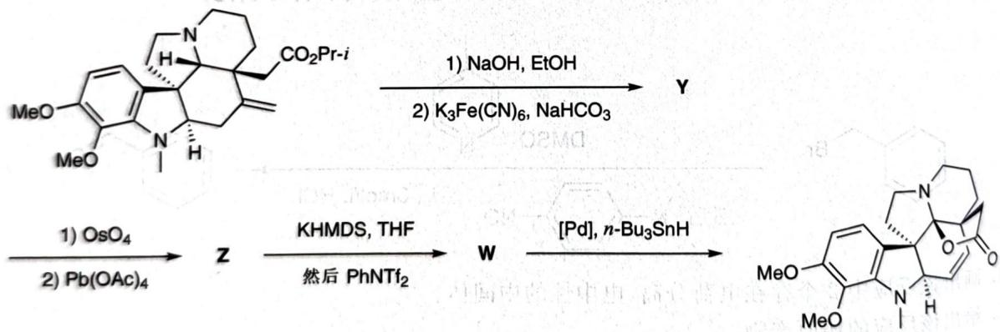 N
H
CO₂Pr-i
MeO
MeO
N
H
1) NaOH, EtOH
2) K₃Fe(CN)₆, NaHCO₃
Y
1) OsO₄
2) Pb(OAc)₄
Z
KHMDS, THF
然后 PhNTf₂
W
[Pd], n-Bu₃SnH
N
O
O
MeO
MeO
N
H